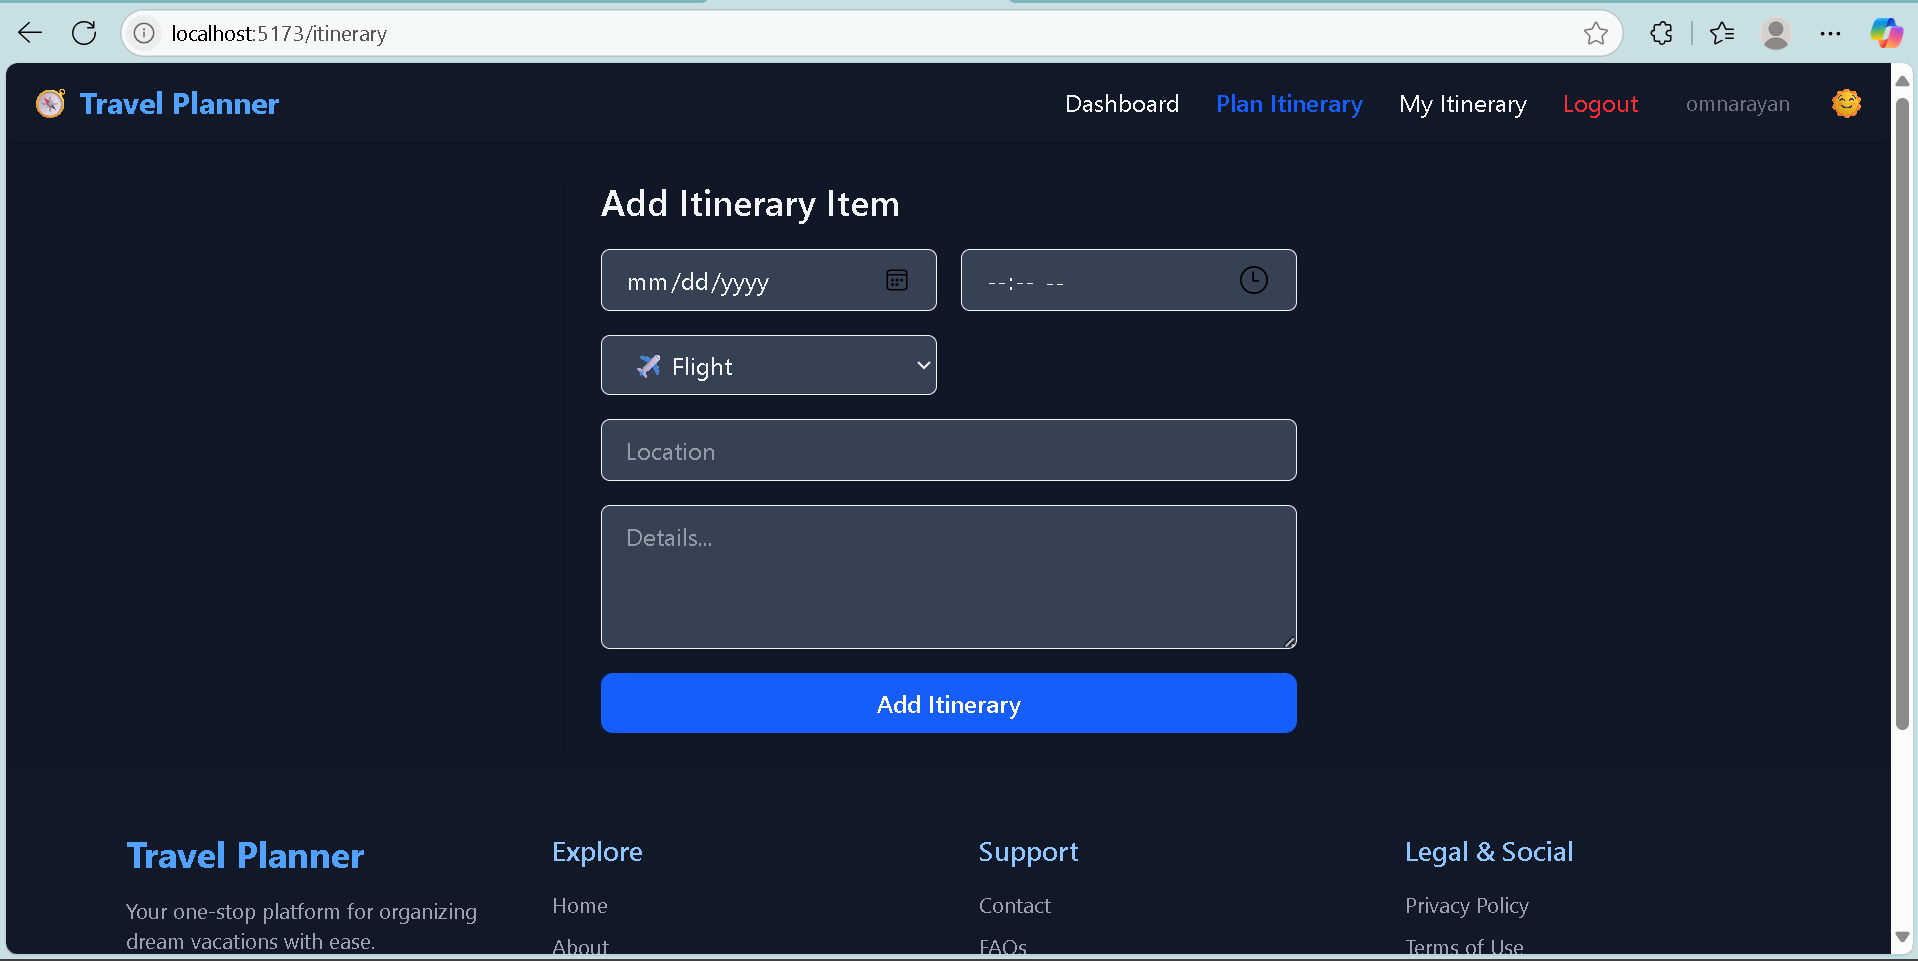 localhost:5173/itinerary
Travel Planner
Dashboard Plan Itinerary My Itinerary Logout omnarayan
Add Itinerary Item
mm/dd/yyyy
--:-- --
Flight
Location
Details...
Add Itinerary
Travel Planner
Your one-stop platform for organizing
dream vacations with ease.
Explore
Home
About
Support
Contact
FAQs
Legal & Social
Privacy Policy
Terms of Use